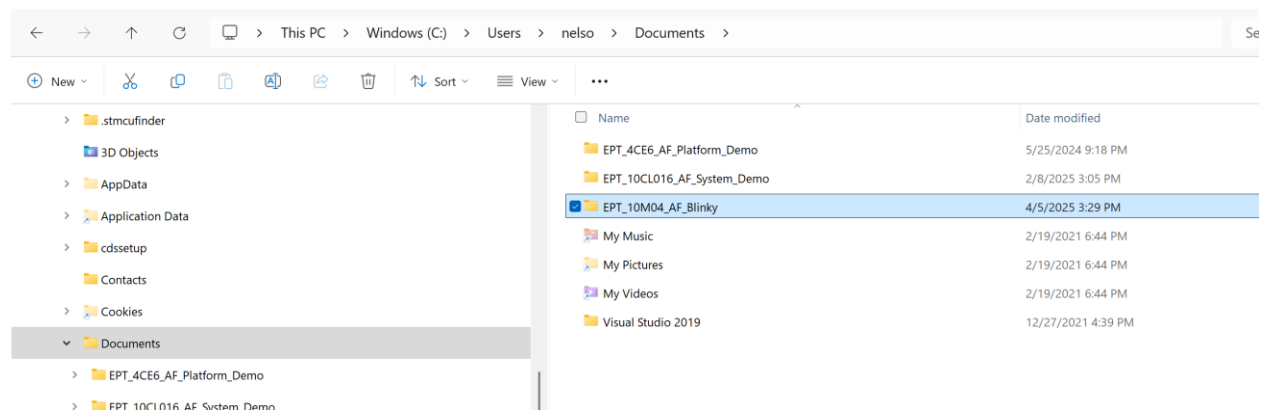 This PC > Windows (C:) > Users > nelso > Documents > Se
New Sort View ...
.stmcufinder
3D Objects
AppData
Application Data
cdssetup
Contacts
Cookies
Documents
EPT_4CE6_AF_Platform_Demo
EPT_10CL016_AF_System_Demo
Name Date modified
EPT_4CE6_AF_Platform_Demo 5/25/2024 9:18 PM
EPT_10CL016_AF_System_Demo 2/8/2025 3:05 PM
EPT_10M04_AF_Blinky 4/5/2025 3:29 PM
My Music 2/19/2021 6:44 PM
My Pictures 2/19/2021 6:44 PM
My Videos 2/19/2021 6:44 PM
Visual Studio 2019 12/27/2021 4:39 PM